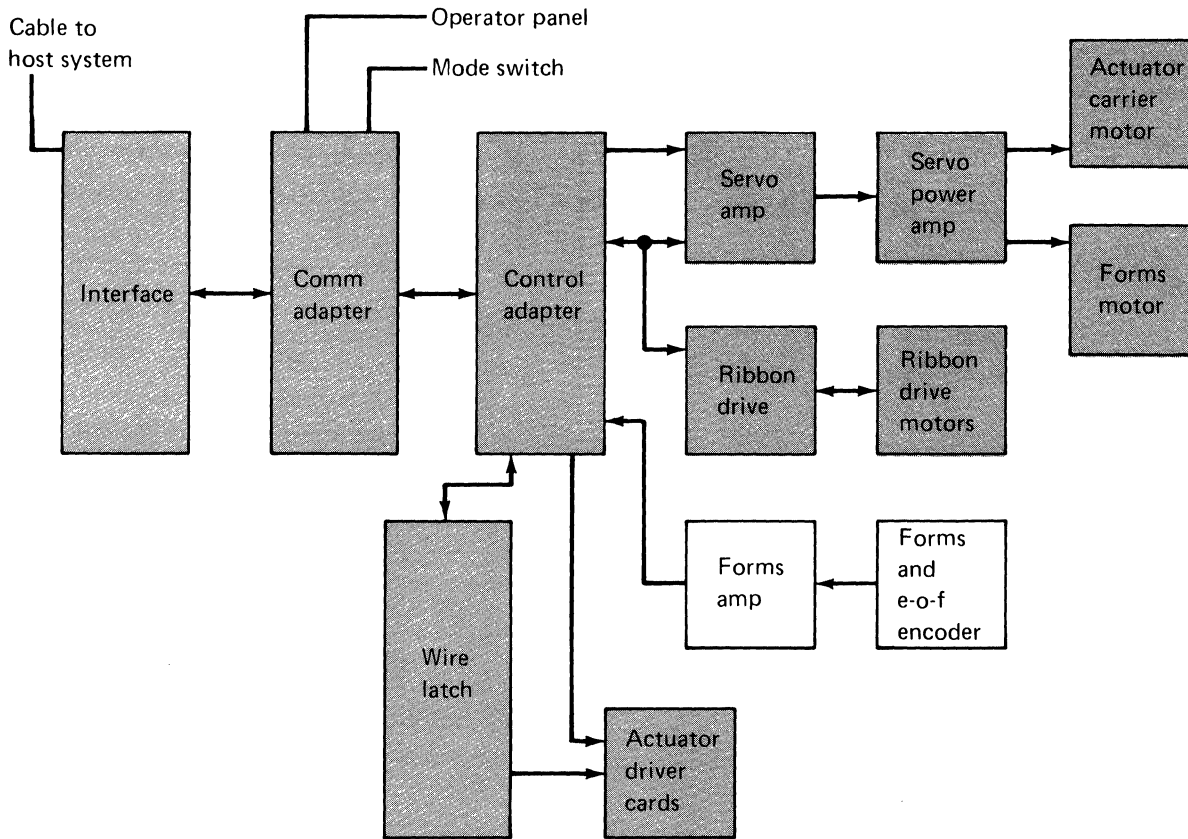 Cable to
host system
Operator panel
Mode switch
Interface
Comm
adapter
Control
adapter
Servo
amp
Servo
power
amp
Actuator
carrier
motor
Forms
motor
Ribbon
drive
Ribbon
drive
motors
Forms
amp
Forms
and
e-o-f
encoder
Wire
latch
Actuator
driver
cards